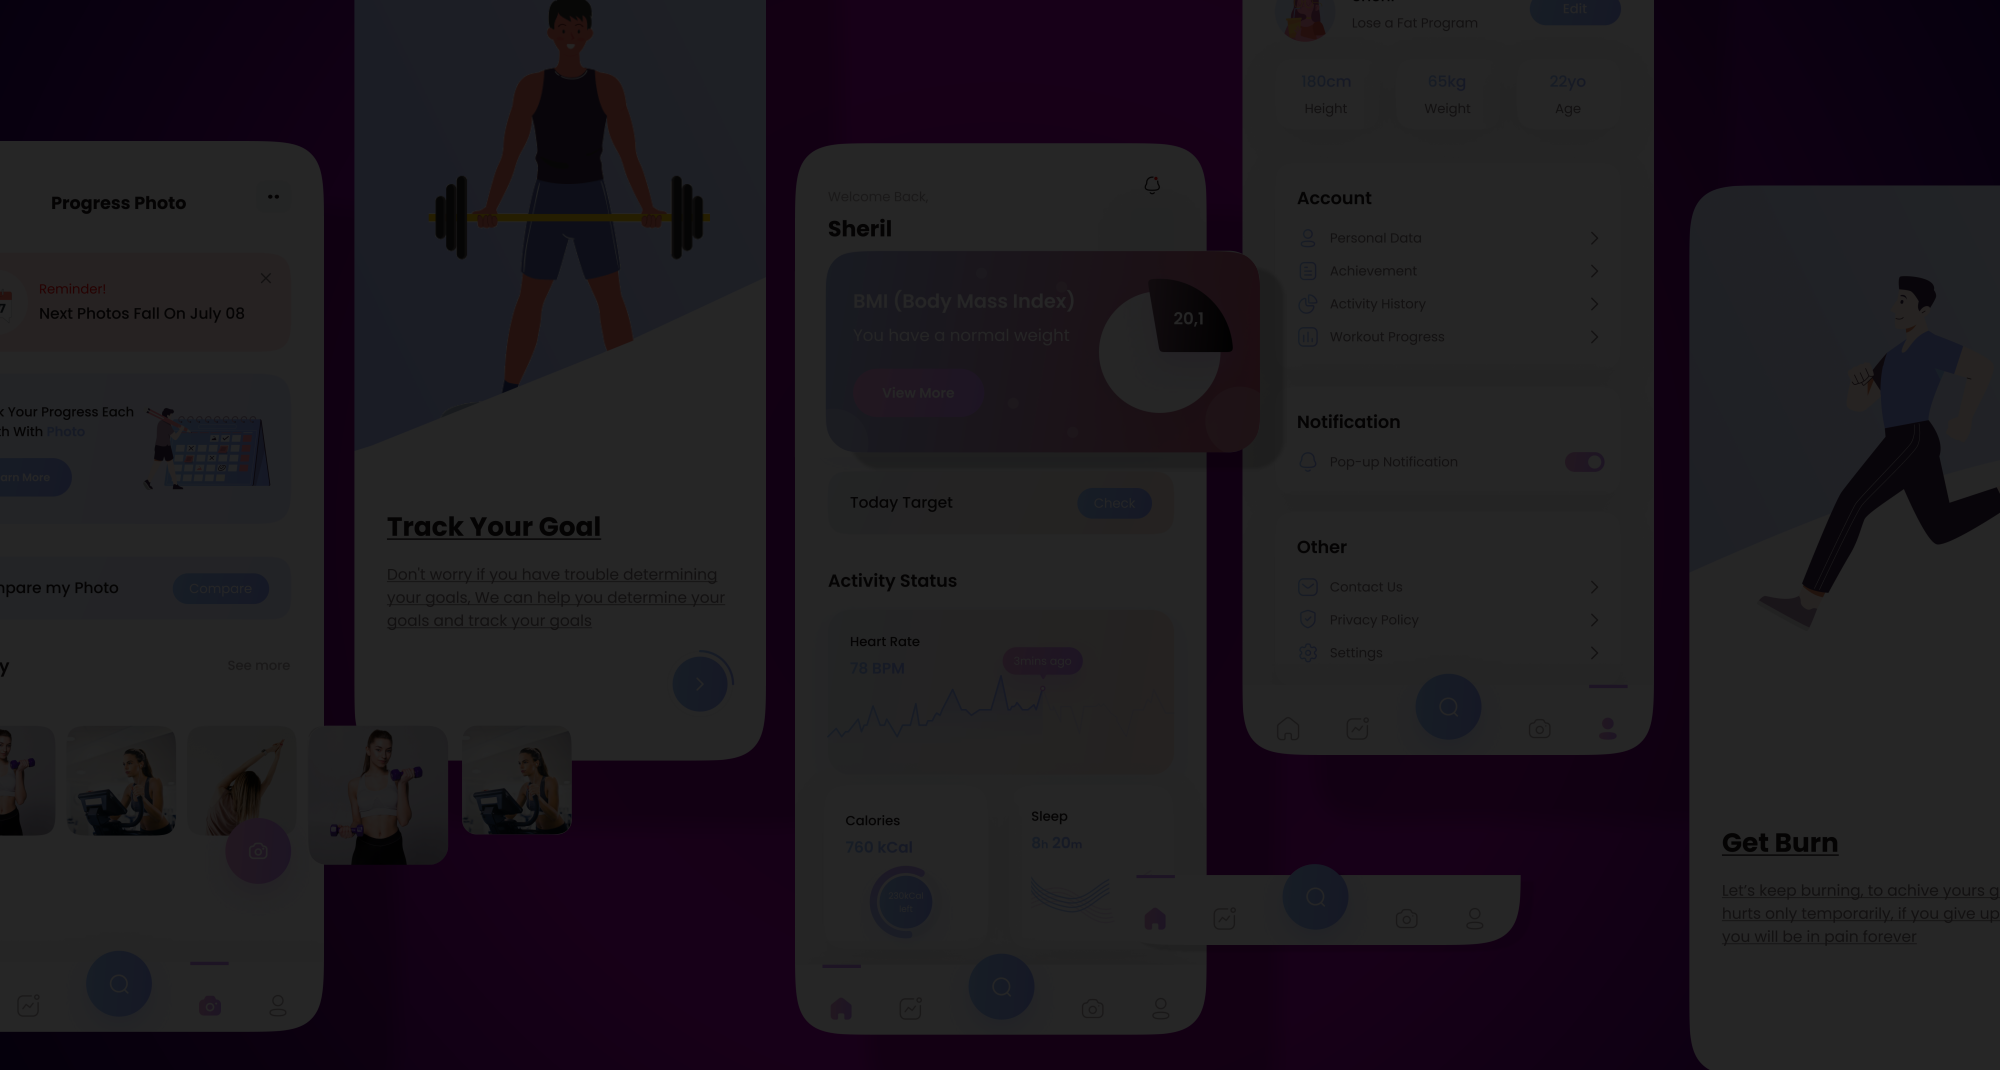 Progress Photo
7
Reminder!
Next Photos Fall On July 08
k Your Progress Each
h With Photo
arn More
pare my Photo
Compare
y
See more
Track Your Goal
Don't worry if you have trouble determining
your goals, We can help you determine your
goals and track your goals
Welcome Back,
Sheril
BMI (Body Mass Index)
You have a normal weight
View More
20,1
Today Target
Check
Activity Status
Heart Rate
78 BPM
3mins ago
Calories
760 kCal
Sleep
8h 20m
Lose a Fat Program
Edit
180cm
Height
65kg
Weight
22yo
Age
Account
Personal Data
Achievement
Activity History
Workout Progress
Notification
Pop-up Notification
Other
Contact Us
Privacy Policy
Settings
Get Burn
Let's keep burning, to achive yours g
hurts only temporarily, if you give up
you will be in pain forever